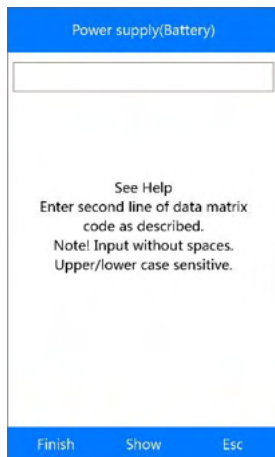 Power supply(Battery)
See Help
Enter second line of data matrix
code as described.
Note! Input without spaces.
Upper/lower case sensitive.
Finish Show Esc